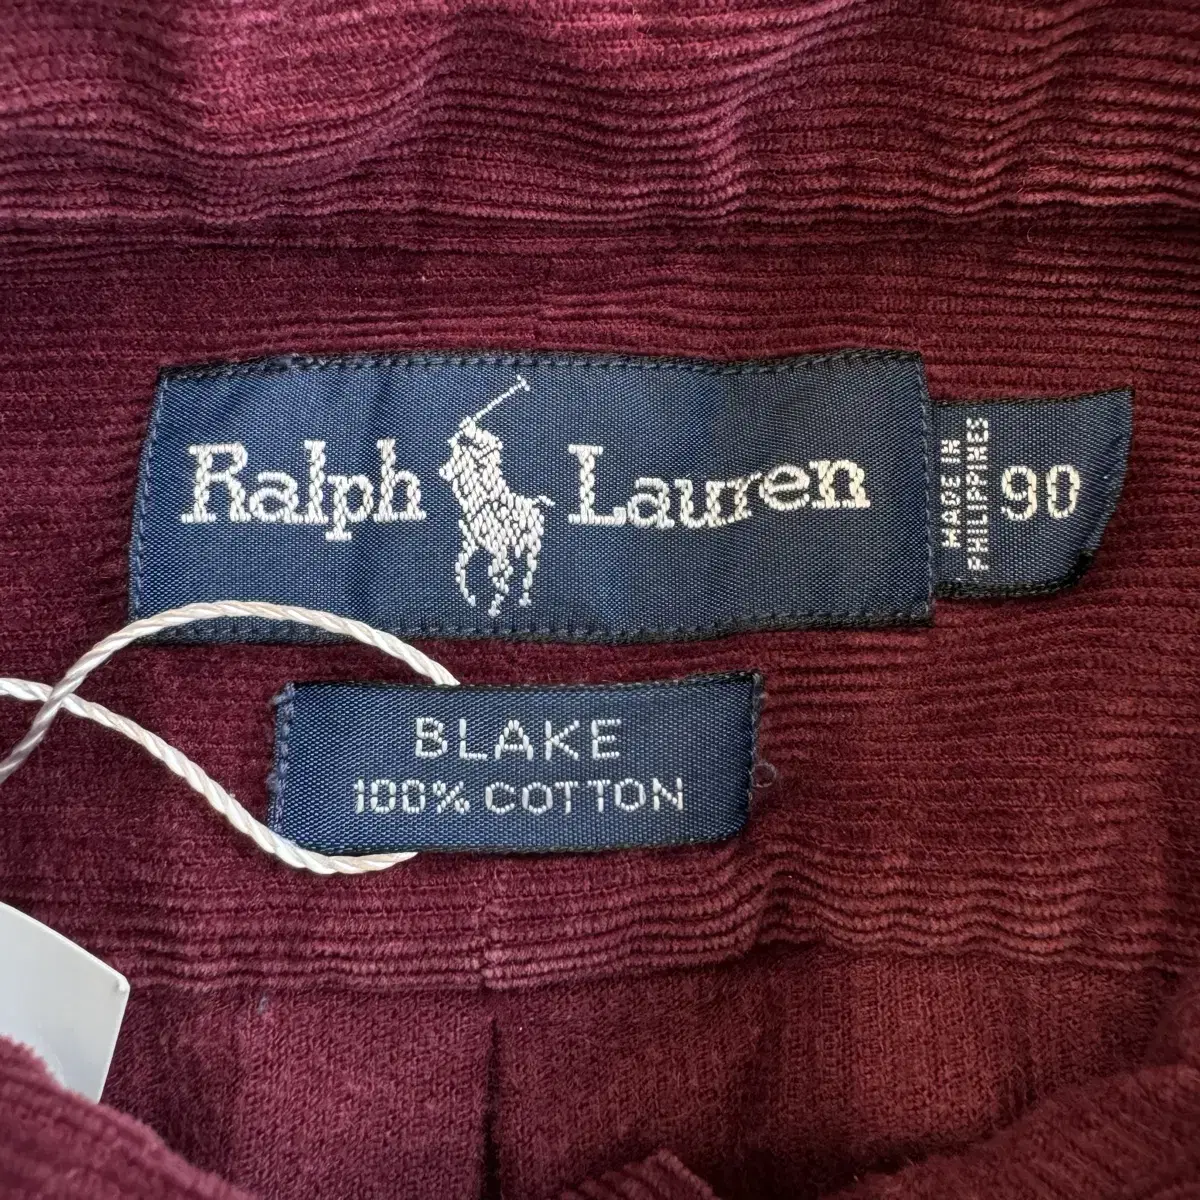 Ralph Lauren
MADE IN
PHILIPPINES
90
BLAKE
100% COTTON